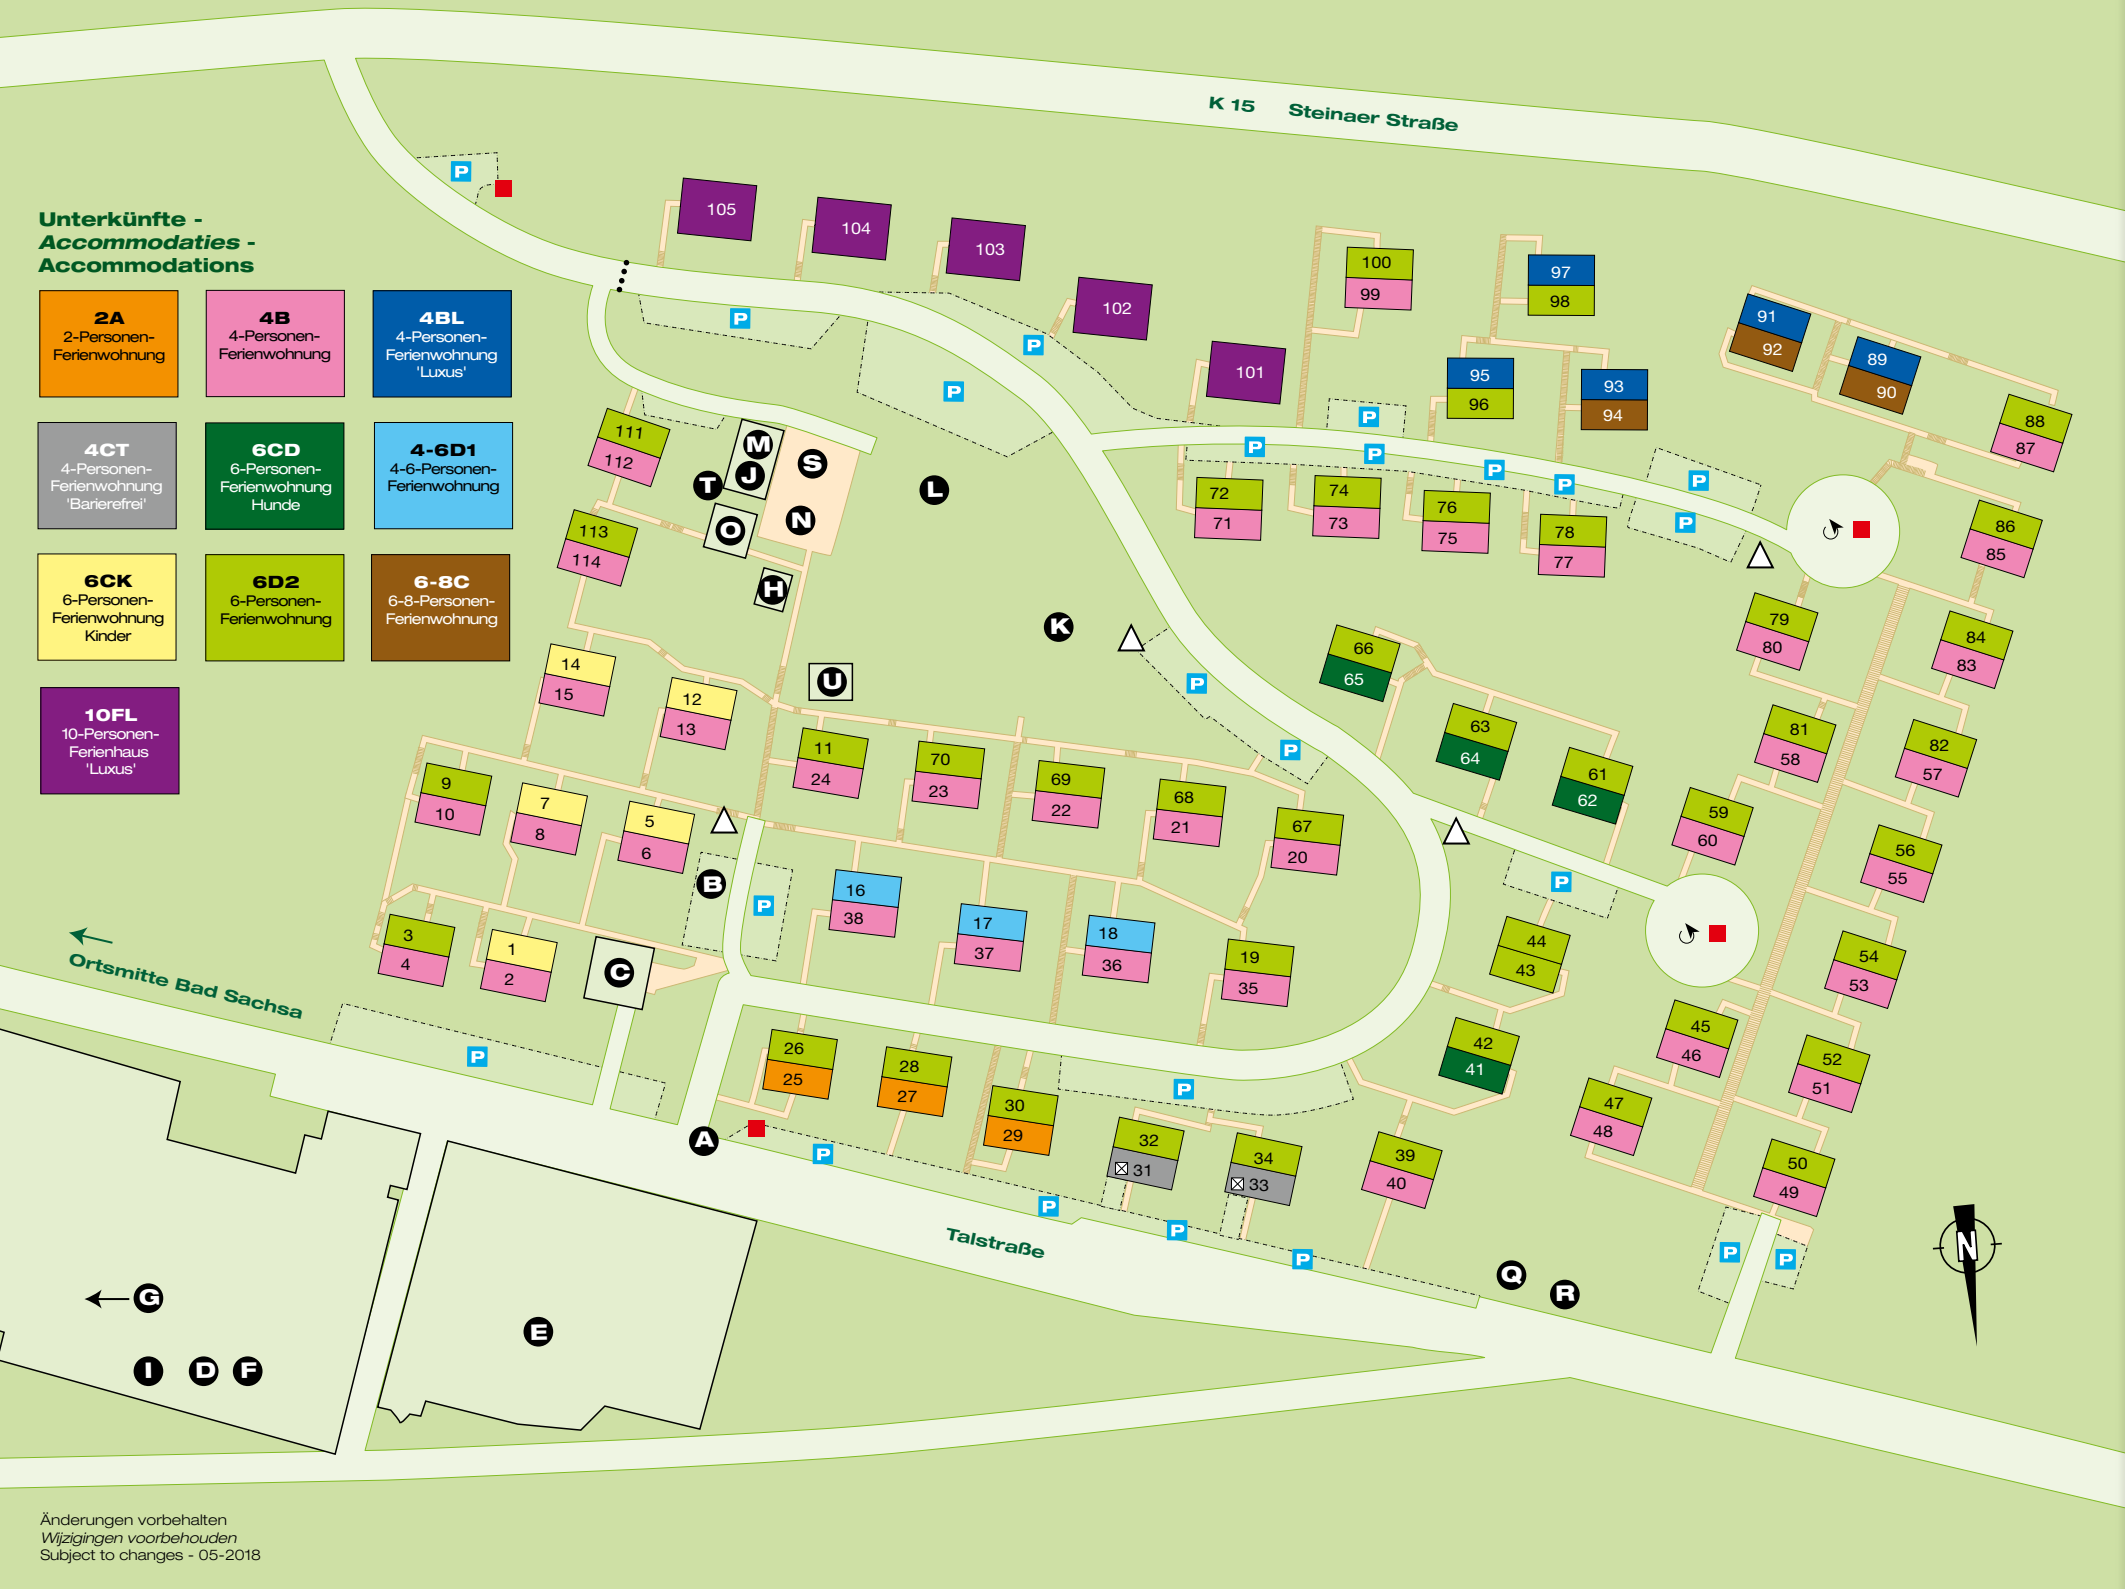 K 15 Steinaer Straße
P
105
104
103
102
101
P
P
P
100
99
97
98
91
92
89
90
88
87
95
96
93
94
P
P
P
P
P
P
P
Unterkünfte -
Accommodaties -
Accommodations
2A
2-Personen-
Ferienwohnung
4B
4-Personen-
Ferienwohnung
4BL
4-Personen-
Ferienwohnung
'Luxus'
4CT
4-Personen-
Ferienwohnung
'Barierefrei'
6CD
6-Personen-
Ferienwohnung
Hunde
4-6D1
4-6-Personen-
Ferienwohnung
6CK
6-Personen-
Ferienwohnung
Kinder
6D2
6-Personen-
Ferienwohnung
6-8C
6-8-Personen-
Ferienwohnung
10FL
10-Personen-
Ferienhaus
'Luxus'
111
112
M
J
S
T
L
N
O
H
K
U
113
114
72
71
74
73
76
75
78
77
86
85
79
80
84
83
66
65
P
P
63
64
61
62
81
58
82
57
59
60
56
55
14
15
12
13
11
24
70
23
69
22
68
21
67
20
9
10
7
8
5
6
B
P
16
38
17
37
18
36
19
35
3
4
1
2
C
P
P
44
43
54
53
45
46
42
41
52
51
47
48
50
49
26
25
28
27
30
29
32
31
34
33
39
40
P
A
P
P
P
P
P
P
Ortsmitte Bad Sachsa
Talstraße
Q
R
N
G
E
I
D
F
Änderungen vorbehalten
Wijzigingen voorbehouden
Subject to changes - 05-2018